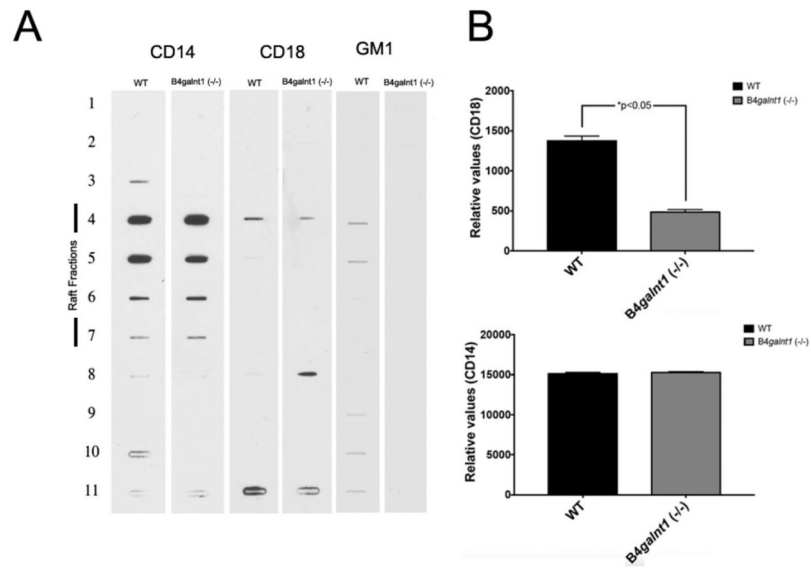 A
CD14 CD18 GM1
WT B4galnt1 (-/-) WT B4galnt1 (-/-) WT B4galnt1 (-/-)
1
2
3
4
5
6
7
8
9
10
11
Raft Fractions
B
Relative values (CD18)
2000
1500
1000
500
0
*p<0.05
WT
B4galnt1 (-/-)
WT
B4galnt1 (-/-)
Relative values (CD14)
20000
15000
10000
5000
0
WT
B4galnt1 (-/-)
WT
B4galnt1 (-/-)